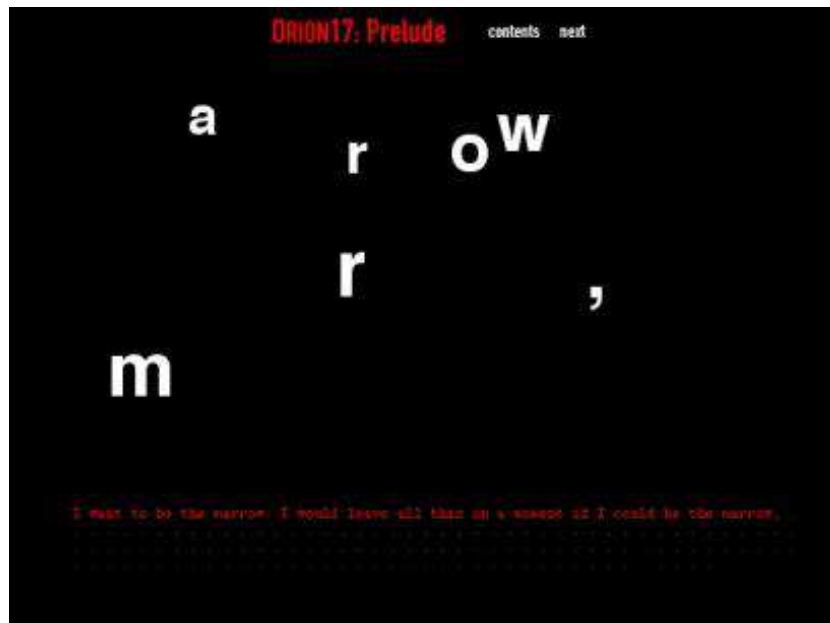 ORION17: Prelude contents next
a r o w
r ,
m
I want to be the marrow. I would leave all this in a moment if I could be the marrow,